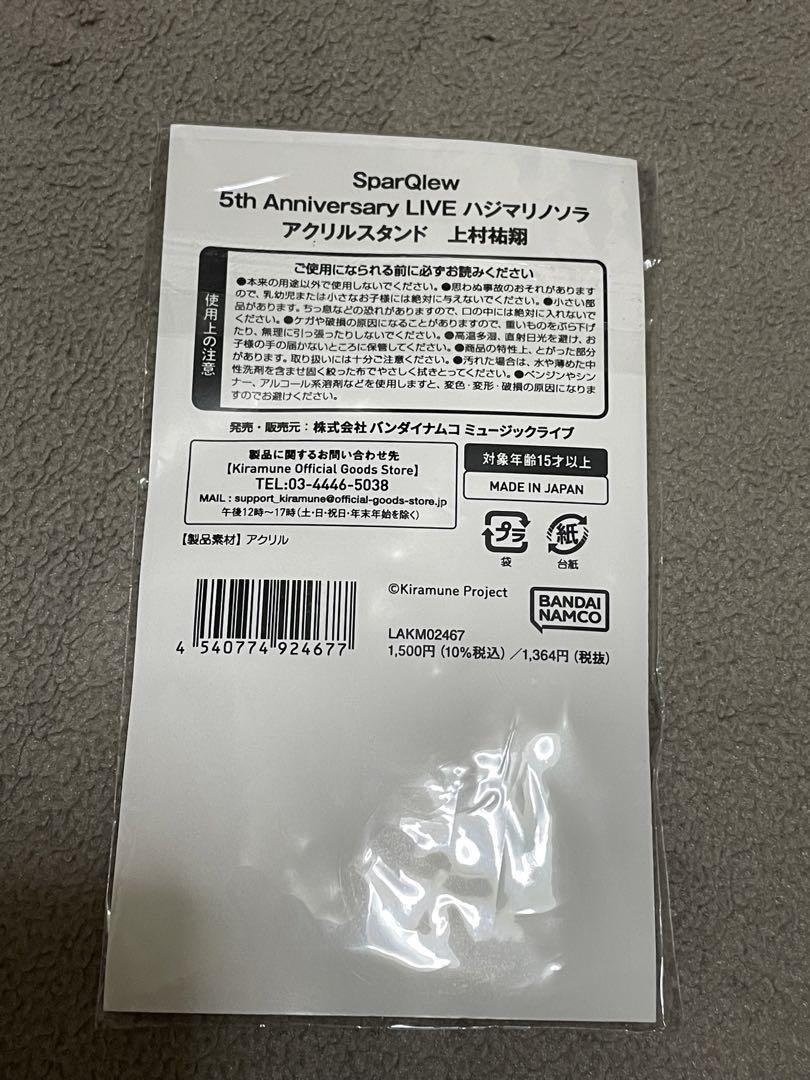 SparQlew
5th Anniversary LIVE ハジマリノソラ
アクリルスタンド 上村祐翔
使用上の注意
ご使用になられる前に必ずお読みください
●本来の用途以外で使用しないでください。●思わぬ事故のおそれがあります
ので、乳幼児または小さなお子様には絶対に与えないでください。●小さい部
品があります。ちっ息などの恐れがありますので、口の中には絶対に入れないで
ください。●ケガや破損の原因になることがありますので、重いものをぶら下げ
たり、無理に引っ張ったりしないでください。●高温多湿、直射日光を避け、お
子様の手の届かないところに保管してください。●商品の特性上、とがった部分
があります。取り扱いには十分ご注意ください。●汚れた場合は、水や薄めた中
性洗剤を含ませ固く絞った布でやさしく拭きとってください。●ベンジンやシン
ナー、アルコール系溶剤などを使用しますと、変色・変形・破損の原因になりま
すのでお避けください。
発売・販売元：株式会社 バンダイナムコ ミュージックライブ
製品に関するお問い合わせ先
【Kiramune Official Goods Store】
TEL:03-4446-5038
MAIL : support_kiramune@official-goods-store.jp
午後12時～17時（土・日・祝日・年末年始を除く）
対象年齢15才以上
MADE IN JAPAN
プラ
袋
紙
台紙
【製品素材】アクリル
©Kiramune Project
BANDAI
NAMCO
4 540774 924677
LAKM02467
1,500円（10%税込）／1,364円（税抜）